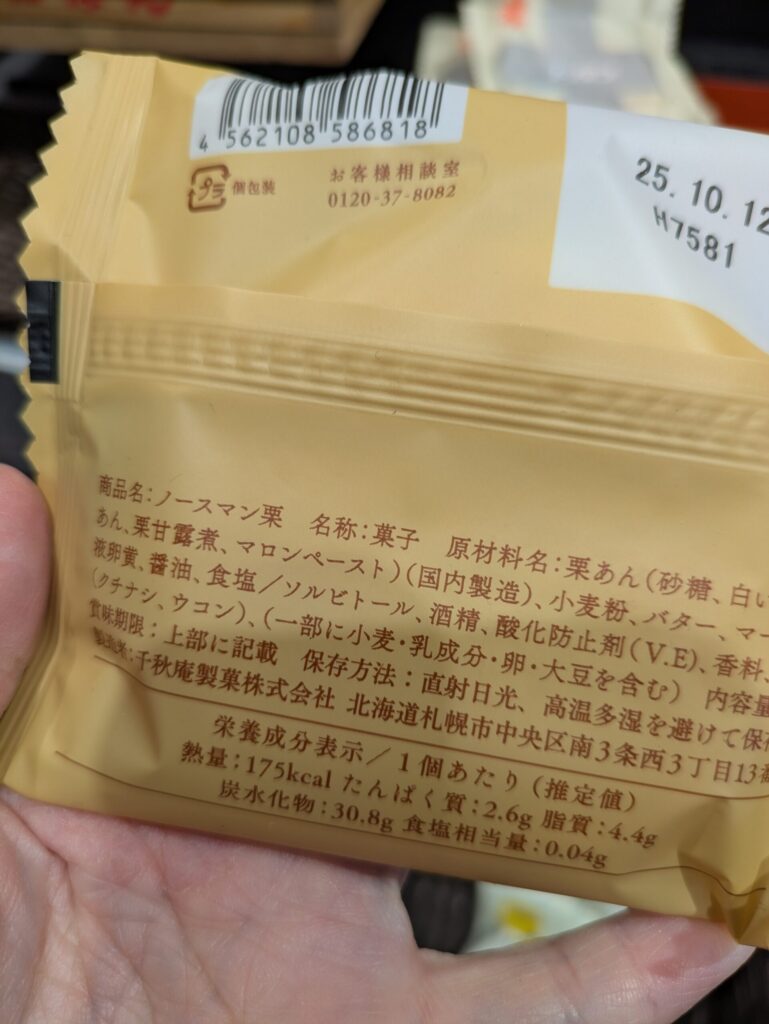 4 562108 586818
プラ 個包装
お客様相談室
0120-37-8082
25. 10. 12
H7581
商品名：ノースマン栗　名称：菓子　原材料名：栗あん（砂糖、白い
あん、栗甘露煮、マロンペースト）（国内製造）、小麦粉、バター、マー
液卵黄、醤油、食塩／ソルビトール、酒精、酸化防止剤（V.E）、香料、
（クチナシ、ウコン）、（一部に小麦・乳成分・卵・大豆を含む）　内容量
賞味期限：上部に記載　保存方法：直射日光、高温多湿を避けて保存
千秋庵製菓株式会社 北海道札幌市中央区南3条西3丁目13番
栄養成分表示／1個あたり（推定値）
熱量：175kcal たんぱく質：2.6g 脂質：4.4g
炭水化物：30.8g 食塩相当量：0.04g